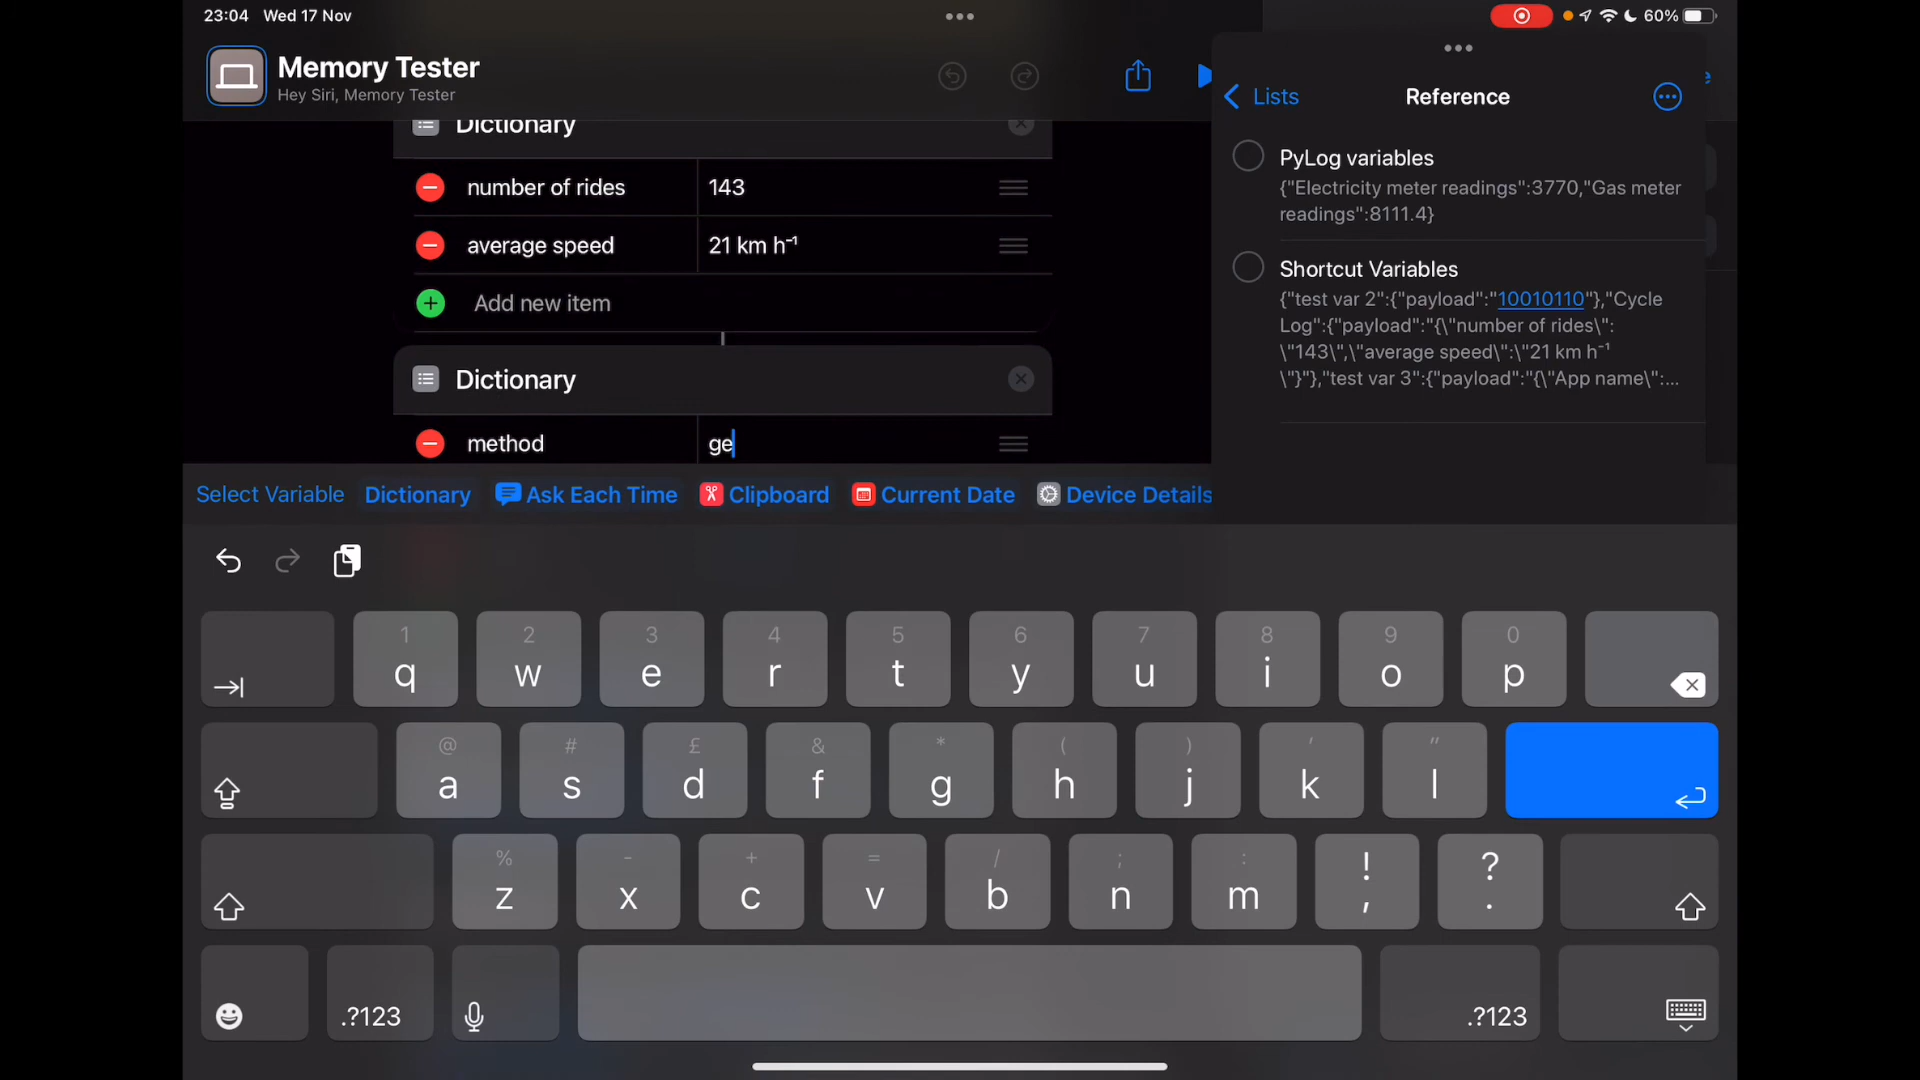 23:04 Wed 17 Nov
60%
Memory Tester
Hey Siri, Memory Tester
Lists
Reference
Dictionary
number of rides 143
average speed 21 km h⁻¹
Add new item
Dictionary
method ge
PyLog variables
{"Electricity meter readings":3770,"Gas meter
readings":8111.4}
Shortcut Variables
{"test var 2":{"payload":"10010110"},"Cycle
Log":{"payload":"{\"number of rides\":
\"143\",\"average speed\":\"21 km h⁻¹
\"}"},"test var 3":{"payload":"{\"App name\":...
Select Variable Dictionary Ask Each Time Clipboard Current Date Device Details
1 2 3 4 5 6 7 8 9 0
q w e r t y u i o p
@ # £ & * ( ) ' "
a s d f g h j k l
% - + = / ; : ! ?
z x c v b n m , .
.?123 .?123